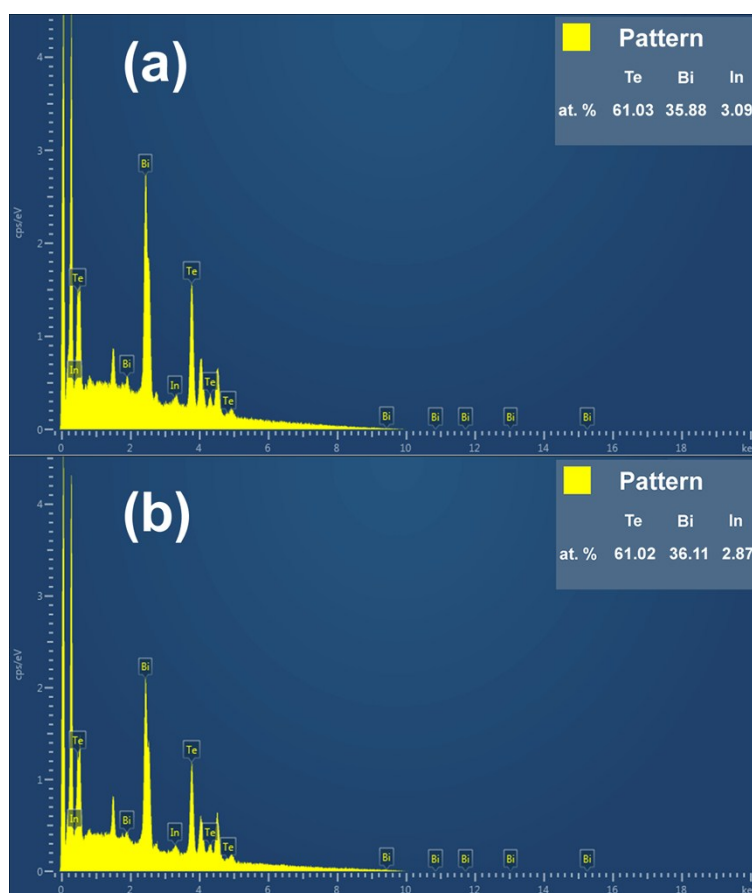 (a)
Pattern
Te Bi In
at. % 61.03 35.88 3.09
4
3
2
1
0
cps/eV
Bi
Te
Te
In
Bi
In
Te
Te
Bi
Bi
Bi
Bi
Bi
0 2 4 6 8 10 12 14 16 18 ke
(b)
Pattern
Te Bi In
at. % 61.02 36.11 2.87
4
3
2
1
0
cps/eV
Bi
Te
Te
In
Bi
In
Te
Te
Bi
Bi
Bi
Bi
Bi
0 2 4 6 8 10 12 14 16 18 ke